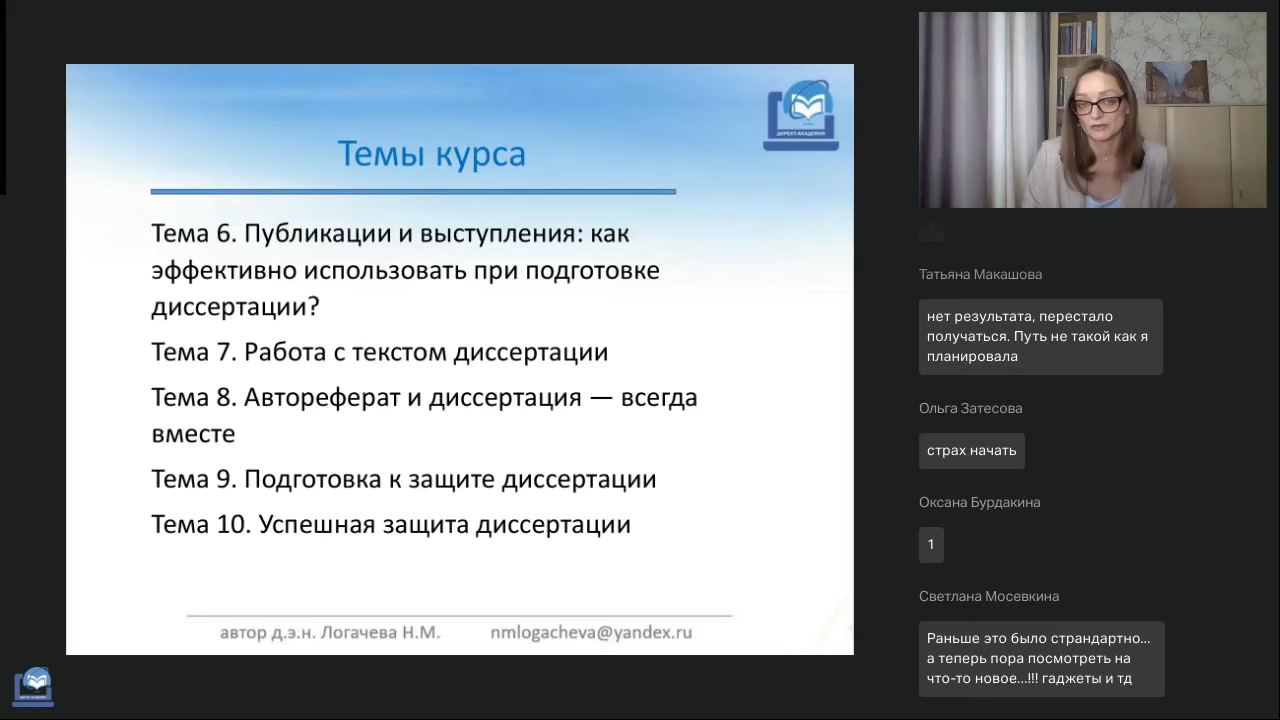 ДИРЕКТ-АКАДЕМИЯ
Темы курса
Тема 6. Публикации и выступления: как
эффективно использовать при подготовке
диссертации?
Тема 7. Работа с текстом диссертации
Тема 8. Автореферат и диссертация — всегда
вместе
Тема 9. Подготовка к защите диссертации
Тема 10. Успешная защита диссертации
автор д.э.н. Логачева Н.М. nmlogacheva@yandex.ru
Татьяна Макашова
нет результата, перестало
получаться. Путь не такой как я
планировала
Ольга Затесова
страх начать
Оксана Бурдакина
1
Светлана Мосевкина
Раньше это было страндартно...
а теперь пора посмотреть на
что-то новое...!!! гаджеты и тд